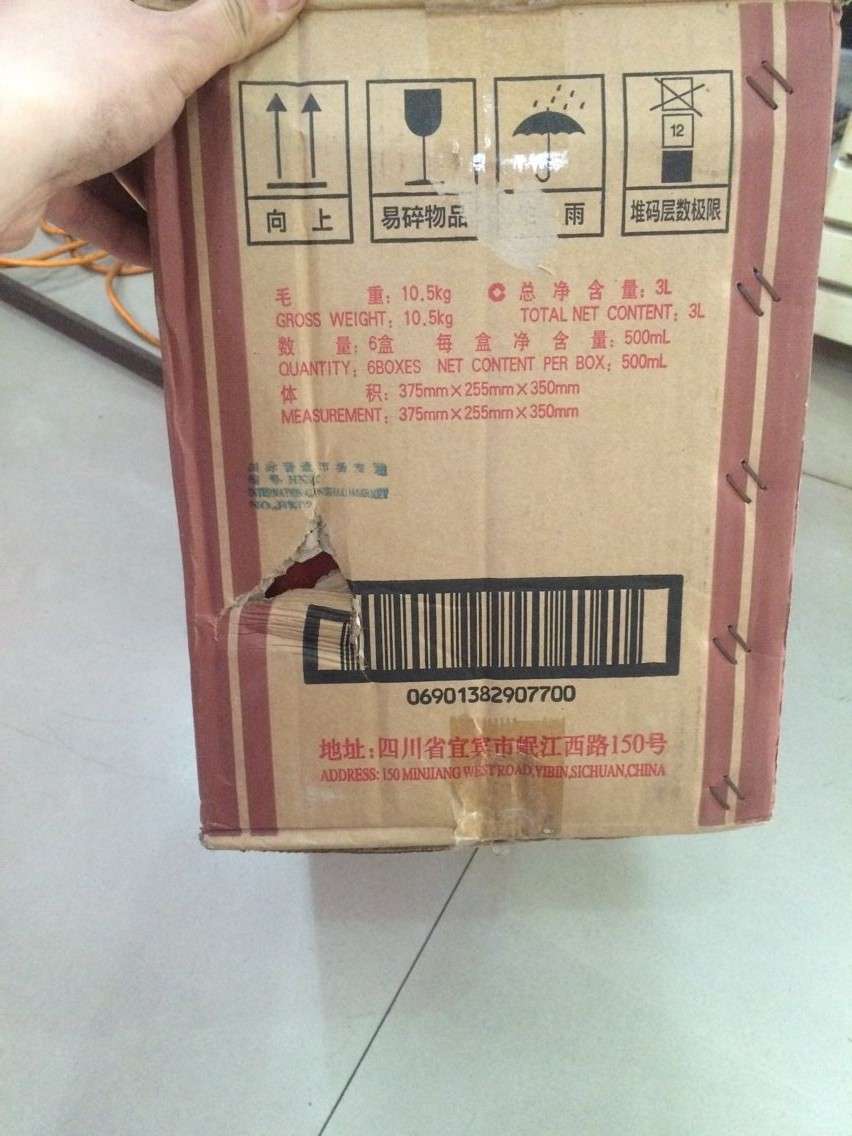 向上
易碎物品
雨
12
堆码层数极限
毛 重：10.5kg 总净含量：3L
GROSS WEIGHT：10.5kg TOTAL NET CONTENT：3L
数 量：6盒 每盒净含量：500mL
QUANTITY：6BOXES NET CONTENT PER BOX：500mL
体 积：375mm×255mm×350mm
MEASUREMENT：375mm×255mm×350mm
06901382907700
地址：四川省宜宾市岷江西路150号
ADDRESS: 150 MINJIANG WEST ROAD,YIBIN,SICHUAN,CHINA